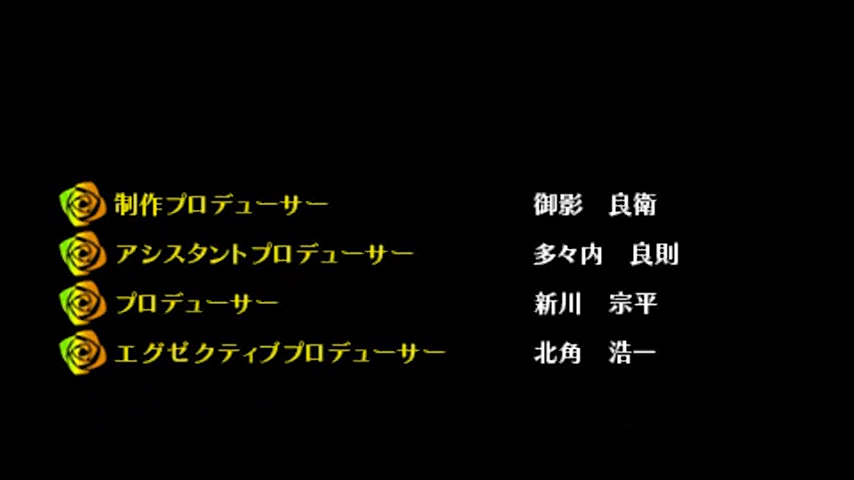 制作プロデューサー 御影 良衛
アシスタントプロデューサー 多々内 良則
プロデューサー 新川 宗平
エグゼクティブプロデューサー 北角 浩一